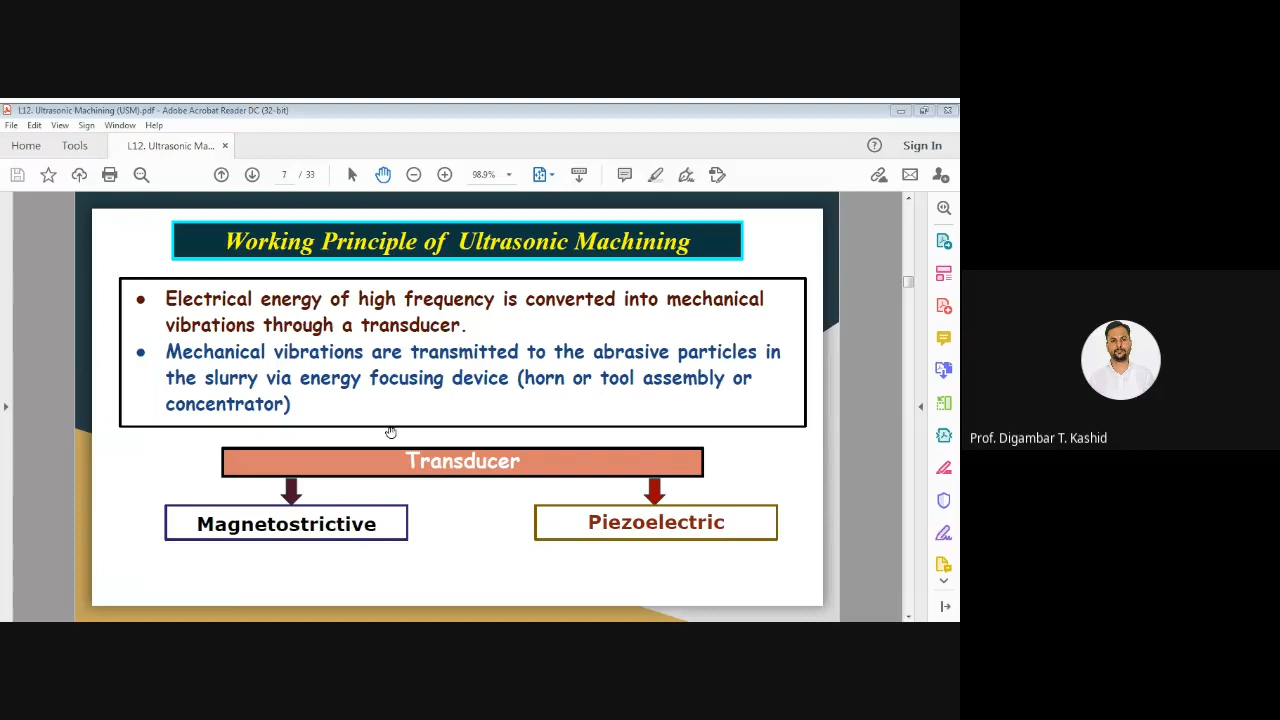 L12. Ultrasonic Machining (USM).pdf - Adobe Acrobat Reader DC (32-bit)
File Edit View Sign Window Help
Home Tools L12. Ultrasonic Ma... × Sign In
7 / 33 98.9%
Working Principle of Ultrasonic Machining
• Electrical energy of high frequency is converted into mechanical
vibrations through a transducer.
• Mechanical vibrations are transmitted to the abrasive particles in
the slurry via energy focusing device (horn or tool assembly or
concentrator)
Transducer
Magnetostrictive Piezoelectric
Prof. Digambar T. Kashid